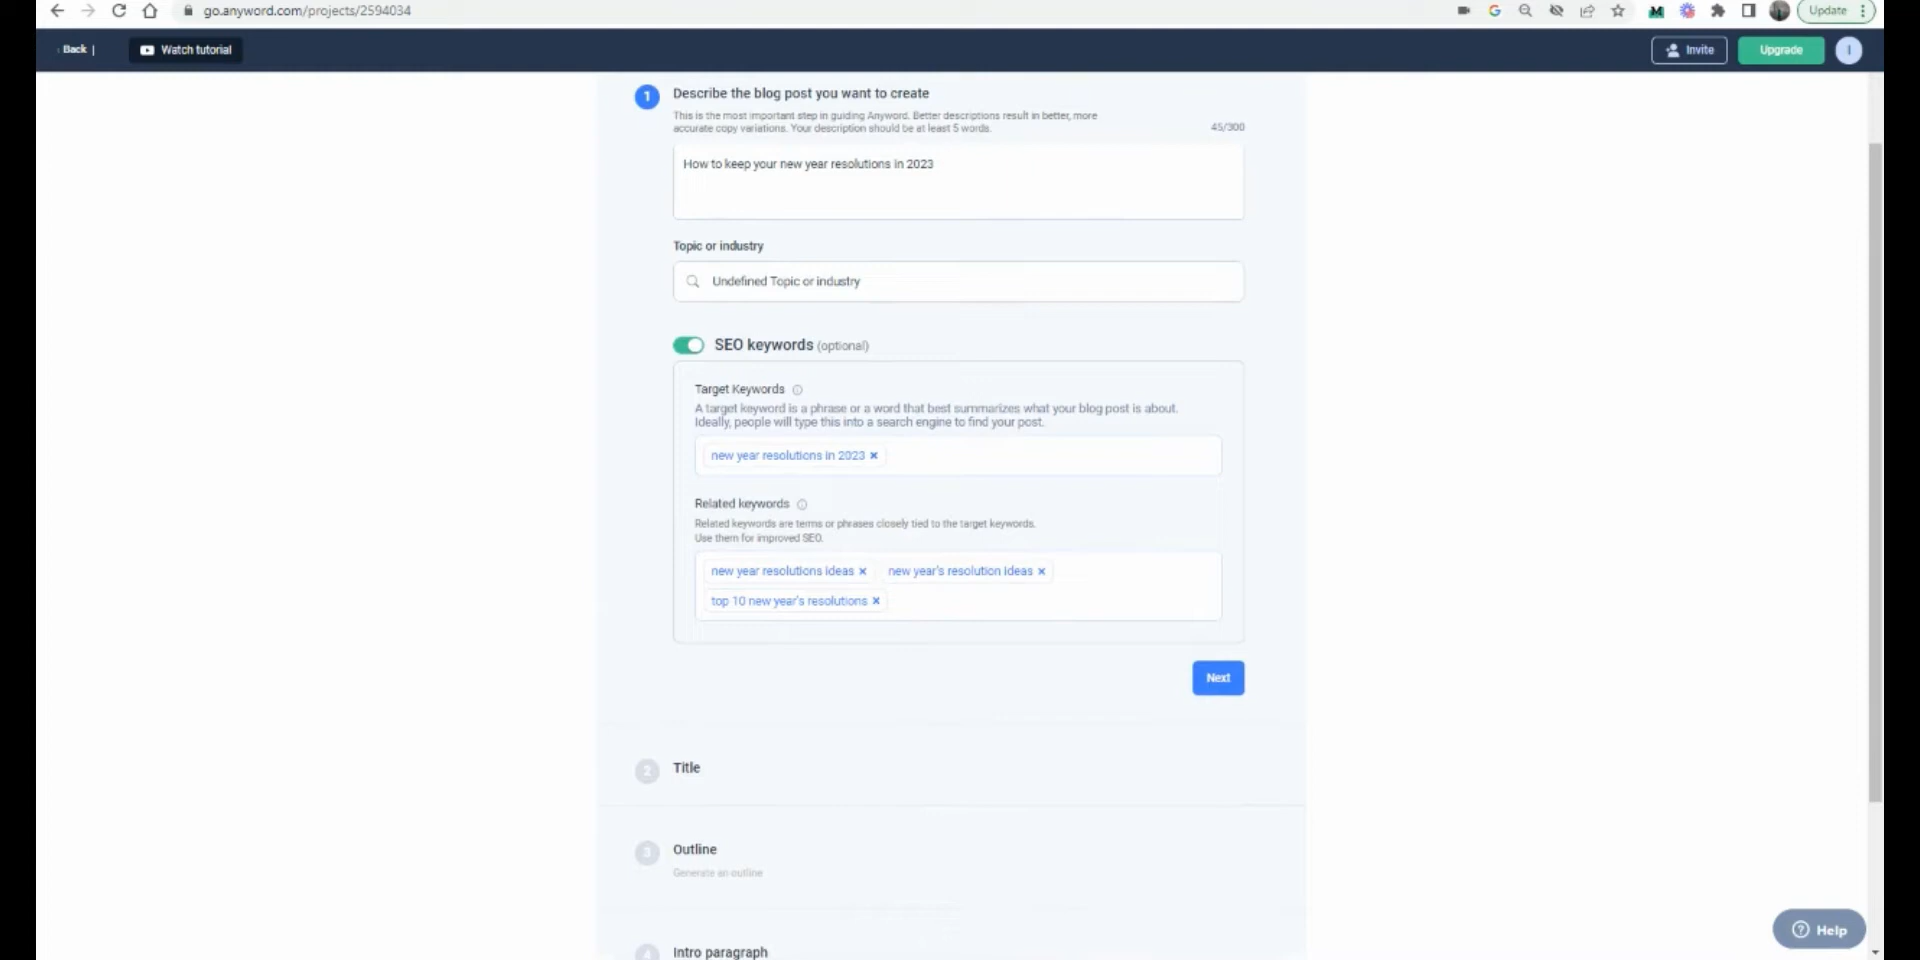 go.anyword.com/projects/2594034
Update
Back |
Watch tutorial
Invite
Upgrade
I
1
Describe the blog post you want to create
This is the most important step in guiding Anyword. Better descriptions result in better, more
accurate copy variations. Your description should be at least 5 words.
45/300
How to keep your new year resolutions in 2023
Topic or industry
Undefined Topic or industry
SEO keywords (optional)
Target Keywords
A target keyword is a phrase or a word that best summarizes what your blog post is about.
Ideally, people will type this into a search engine to find your post.
new year resolutions in 2023 ×
Related keywords
Related keywords are terms or phrases closely tied to the target keywords.
Use them for improved SEO.
new year resolutions ideas × new year's resolution ideas ×
top 10 new year's resolutions ×
Next
2
Title
3
Outline
Generate an outline
4
Intro paragraph
Help